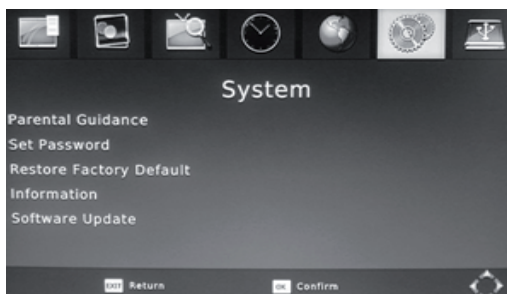 System
Parental Guidance
Set Password
Restore Factory Default
Information
Software Update
EXIT Return OK Confirm